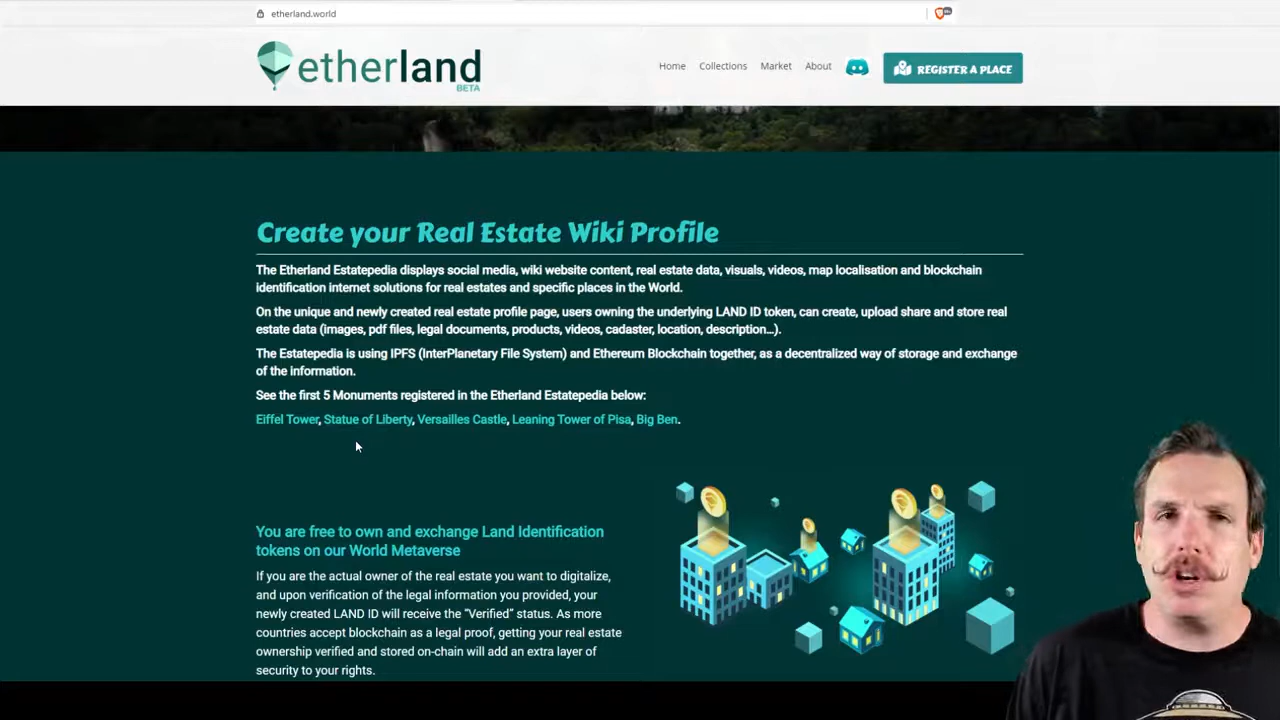 etherland.world
etherland
BETA
Home
Collections
Market
About
REGISTER A PLACE
Create your Real Estate Wiki Profile
The Etherland Estatepedia displays social media, wiki website content, real estate data, visuals, videos, map localisation and blockchain
identification internet solutions for real estates and specific places in the World.
On the unique and newly created real estate profile page, users owning the underlying LAND ID token, can create, upload share and store real
estate data (images, pdf files, legal documents, products, videos, cadaster, location, description...).
The Estatepedia is using IPFS (InterPlanetary File System) and Ethereum Blockchain together, as a decentralized way of storage and exchange
of the information.
See the first 5 Monuments registered in the Etherland Estatepedia below:
Eiffel Tower, Statue of Liberty, Versailles Castle, Leaning Tower of Pisa, Big Ben.
You are free to own and exchange Land Identification
tokens on our World Metaverse
If you are the actual owner of the real estate you want to digitalize,
and upon verification of the legal information you provided, your
newly created LAND ID will receive the “Verified” status. As more
countries accept blockchain as a legal proof, getting your real estate
ownership verified and stored on-chain will add an extra layer of
security to your rights.